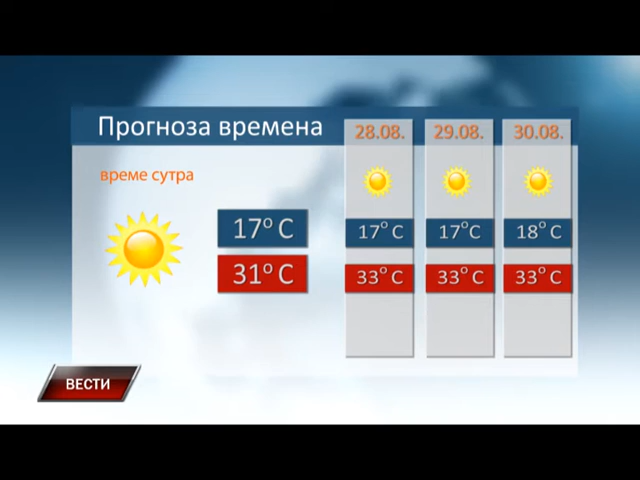 Прогноза времена
28.08.
29.08.
30.08.
време сутра
17° C
31° C
17° C
17°C
18° C
33° C
33° C
33° C
ВЕСТИ